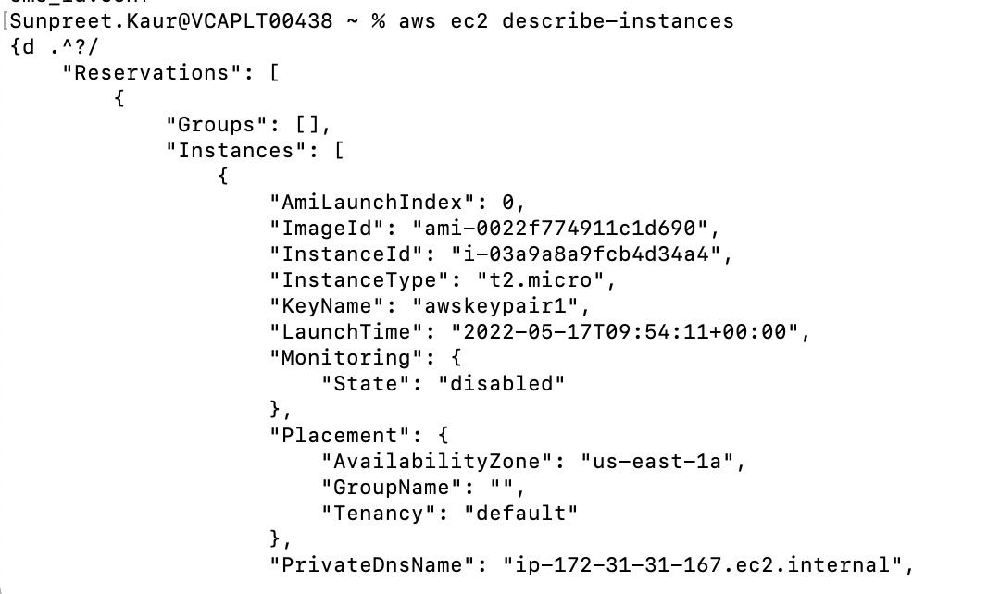 [Sunpreet.Kaur@VCAPLT00438 ~ % aws ec2 describe-instances
{d .^?/
    "Reservations": [
        {
            "Groups": [],
            "Instances": [
                {
                    "AmiLaunchIndex": 0,
                    "ImageId": "ami-0022f774911c1d690",
                    "InstanceId": "i-03a9a8a9fcb4d34a4",
                    "InstanceType": "t2.micro",
                    "KeyName": "awskeypair1",
                    "LaunchTime": "2022-05-17T09:54:11+00:00",
                    "Monitoring": {
                        "State": "disabled"
                    },
                    "Placement": {
                        "AvailabilityZone": "us-east-1a",
                        "GroupName": "",
                        "Tenancy": "default"
                    },
                    "PrivateDnsName": "ip-172-31-31-167.ec2.internal",